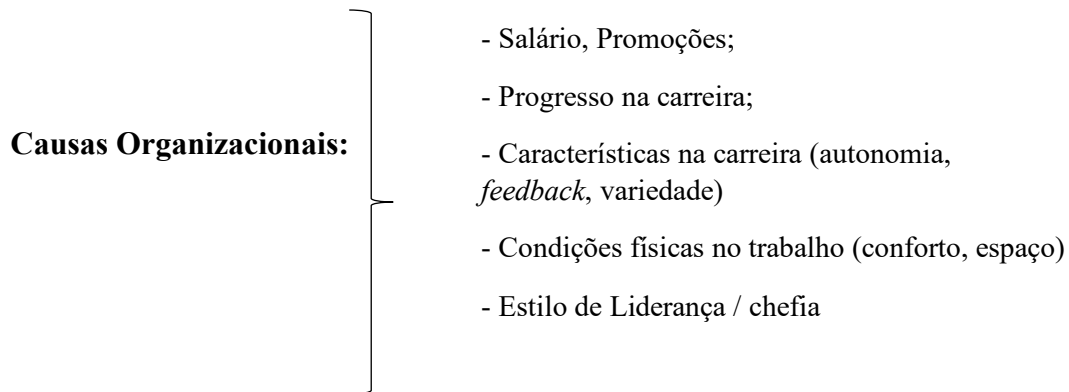 - Salário, Promoções;
- Progresso na carreira;
Causas Organizacionais:
- Características na carreira (autonomia,
feedback, variedade)
- Condições físicas no trabalho (conforto, espaço)
- Estilo de Liderança / chefia